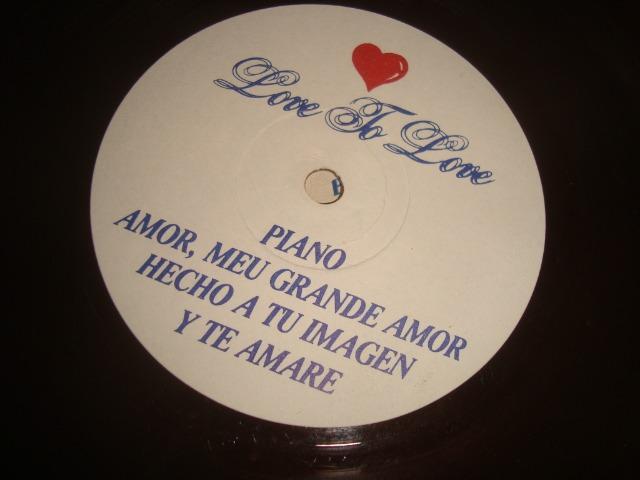 Love To Love
PIANO
AMOR, MEU GRANDE AMOR
HECHO A TU IMAGEN
Y TE AMARE